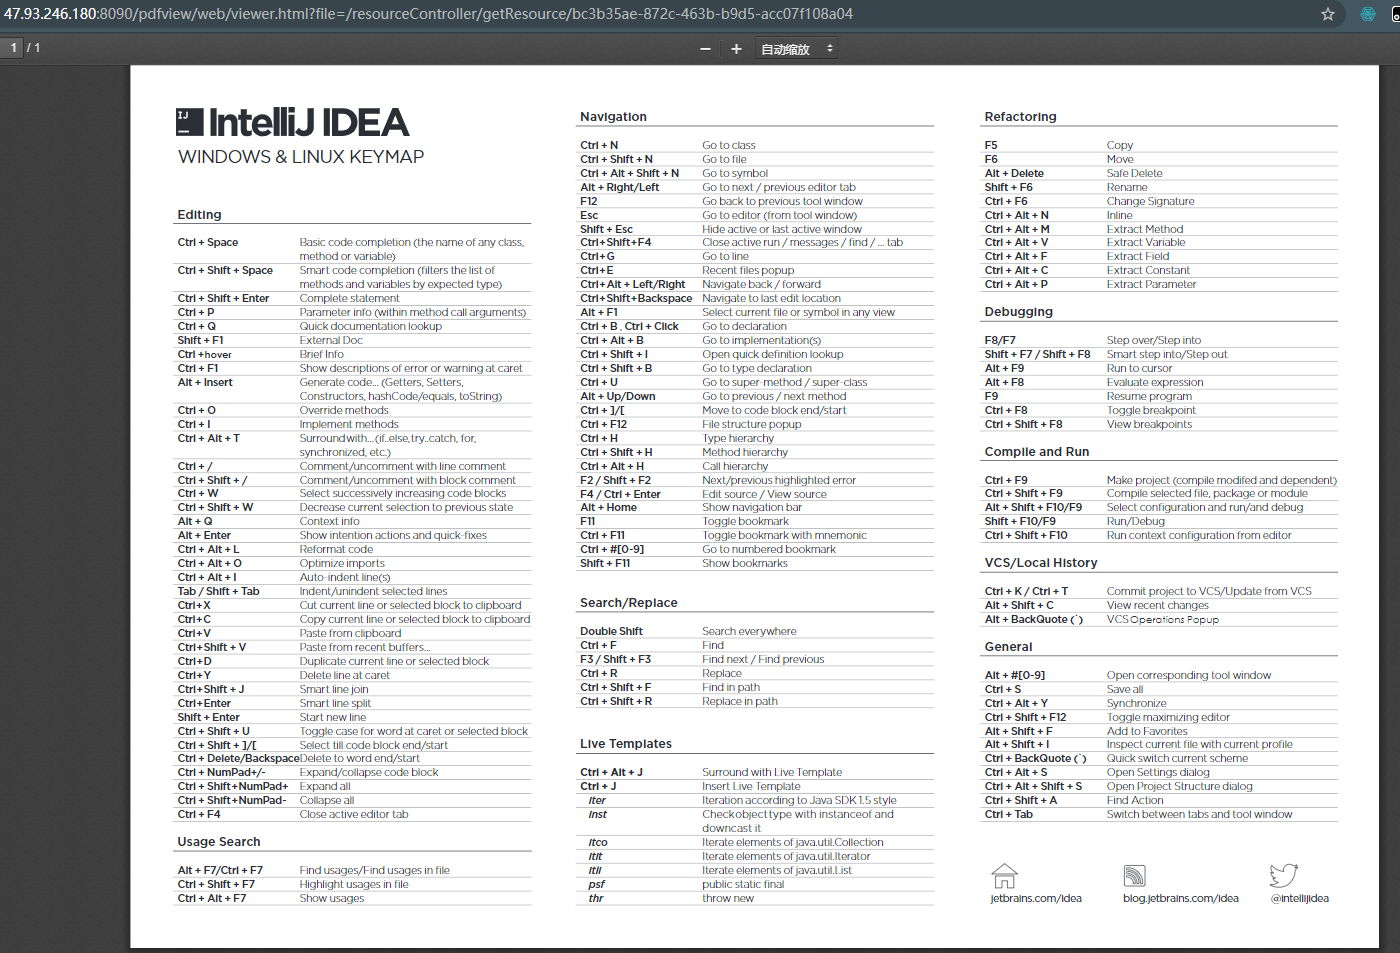 47.93.246.180:8090/pdfview/web/viewer.html?file=/resourceController/getResource/bc3b35ae-872c-463b-b9d5-acc07f108a04
1 / 1
自动缩放
IJ IntelliJ IDEA
WINDOWS & LINUX KEYMAP
Editing
Ctrl + Space Basic code completion (the name of any class,
method or variable)
Ctrl + Shift + Space Smart code completion (filters the list of
methods and variables by expected type)
Ctrl + Shift + Enter Complete statement
Ctrl + P Parameter info (within method call arguments)
Ctrl + Q Quick documentation lookup
Shift + F1 External Doc
Ctrl +hover Brief Info
Ctrl + F1 Show descriptions of error or warning at caret
Alt + Insert Generate code... (Getters, Setters,
Constructors, hashCode/equals, toString)
Ctrl + O Override methods
Ctrl + I Implement methods
Ctrl + Alt + T Surround with... (if..else, try..catch, for,
synchronized, etc.)
Ctrl + / Comment/uncomment with line comment
Ctrl + Shift + / Comment/uncomment with block comment
Ctrl + W Select successively increasing code blocks
Ctrl + Shift + W Decrease current selection to previous state
Alt + Q Context info
Alt + Enter Show intention actions and quick-fixes
Ctrl + Alt + L Reformat code
Ctrl + Alt + O Optimize imports
Ctrl + Alt + I Auto-indent line(s)
Tab / Shift + Tab Indent/unindent selected lines
Ctrl+X Cut current line or selected block to clipboard
Ctrl+C Copy current line or selected block to clipboard
Ctrl+V Paste from clipboard
Ctrl+Shift + V Paste from recent buffers...
Ctrl+D Duplicate current line or selected block
Ctrl+Y Delete line at caret
Ctrl+Shift + J Smart line join
Ctrl+Enter Smart line split
Shift + Enter Start new line
Ctrl + Shift + U Toggle case for word at caret or selected block
Ctrl + Shift + ]/[ Select till code block end/start
Ctrl + Delete/Backspace Delete to word end/start
Ctrl + NumPad+/- Expand/collapse code block
Ctrl + Shift+NumPad+ Expand all
Ctrl + Shift+NumPad- Collapse all
Ctrl + F4 Close active editor tab
Usage Search
Alt + F7/Ctrl + F7 Find usages/Find usages in file
Ctrl + Shift + F7 Highlight usages in file
Ctrl + Alt + F7 Show usages
Navigation
Ctrl + N Go to class
Ctrl + Shift + N Go to file
Ctrl + Alt + Shift + N Go to symbol
Alt + Right/Left Go to next / previous editor tab
F12 Go back to previous tool window
Esc Go to editor (from tool window)
Shift + Esc Hide active or last active window
Ctrl+Shift+F4 Close active run / messages / find / ... tab
Ctrl+G Go to line
Ctrl+E Recent files popup
Ctrl+Alt + Left/Right Navigate back / forward
Ctrl+Shift+Backspace Navigate to last edit location
Alt + F1 Select current file or symbol in any view
Ctrl + B , Ctrl + Click Go to declaration
Ctrl + Alt + B Go to implementation(s)
Ctrl + Shift + I Open quick definition lookup
Ctrl + Shift + B Go to type declaration
Ctrl + U Go to super-method / super-class
Alt + Up/Down Go to previous / next method
Ctrl + ]/[ Move to code block end/start
Ctrl + F12 File structure popup
Ctrl + H Type hierarchy
Ctrl + Shift + H Method hierarchy
Ctrl + Alt + H Call hierarchy
F2 / Shift + F2 Next/previous highlighted error
F4 / Ctrl + Enter Edit source / View source
Alt + Home Show navigation bar
F11 Toggle bookmark
Ctrl + F11 Toggle bookmark with mnemonic
Ctrl + #[0-9] Go to numbered bookmark
Shift + F11 Show bookmarks
Search/Replace
Double Shift Search everywhere
Ctrl + F Find
F3 / Shift + F3 Find next / Find previous
Ctrl + R Replace
Ctrl + Shift + F Find in path
Ctrl + Shift + R Replace in path
Live Templates
Ctrl + Alt + J Surround with Live Template
Ctrl + J Insert Live Template
iter Iteration according to Java SDK 1.5 style
inst Check object type with instanceof and
downcast it
itco Iterate elements of java.util.Collection
itit Iterate elements of java.util.Iterator
itli Iterate elements of java.util.List
psf public static final
thr throw new
Refactoring
F5 Copy
F6 Move
Alt + Delete Safe Delete
Shift + F6 Rename
Ctrl + F6 Change Signature
Ctrl + Alt + N Inline
Ctrl + Alt + M Extract Method
Ctrl + Alt + V Extract Variable
Ctrl + Alt + F Extract Field
Ctrl + Alt + C Extract Constant
Ctrl + Alt + P Extract Parameter
Debugging
F8/F7 Step over/Step into
Shift + F7 / Shift + F8 Smart step into/Step out
Alt + F9 Run to cursor
Alt + F8 Evaluate expression
F9 Resume program
Ctrl + F8 Toggle breakpoint
Ctrl + Shift + F8 View breakpoints
Compile and Run
Ctrl + F9 Make project (compile modifed and dependent)
Ctrl + Shift + F9 Compile selected file, package or module
Alt + Shift + F10/F9 Select configuration and run/and debug
Shift + F10/F9 Run/Debug
Ctrl + Shift + F10 Run context configuration from editor
VCS/Local History
Ctrl + K / Ctrl + T Commit project to VCS/Update from VCS
Alt + Shift + C View recent changes
Alt + BackQuote (`) VCS Operations Popup
General
Alt + #[0-9] Open corresponding tool window
Ctrl + S Save all
Ctrl + Alt + Y Synchronize
Ctrl + Shift + F12 Toggle maximizing editor
Alt + Shift + F Add to Favorites
Alt + Shift + I Inspect current file with current profile
Ctrl + BackQuote (`) Quick switch current scheme
Ctrl + Alt + S Open Settings dialog
Ctrl + Alt + Shift + S Open Project Structure dialog
Ctrl + Shift + A Find Action
Ctrl + Tab Switch between tabs and tool window
jetbrains.com/idea
blog.jetbrains.com/idea
@intellijidea